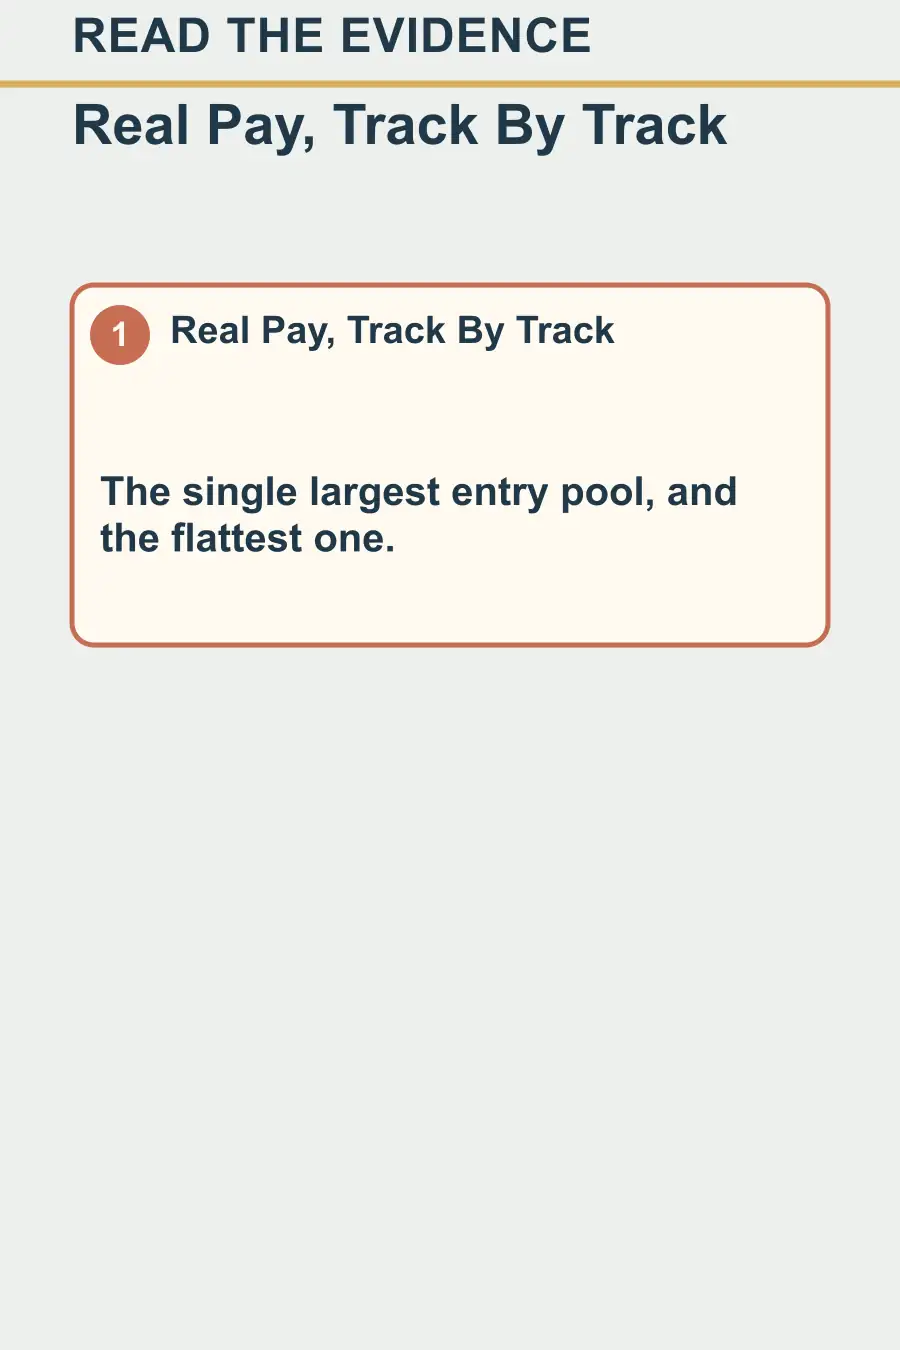 READ THE EVIDENCE
Real Pay, Track By Track
1 Real Pay, Track By Track
The single largest entry pool, and
the flattest one.